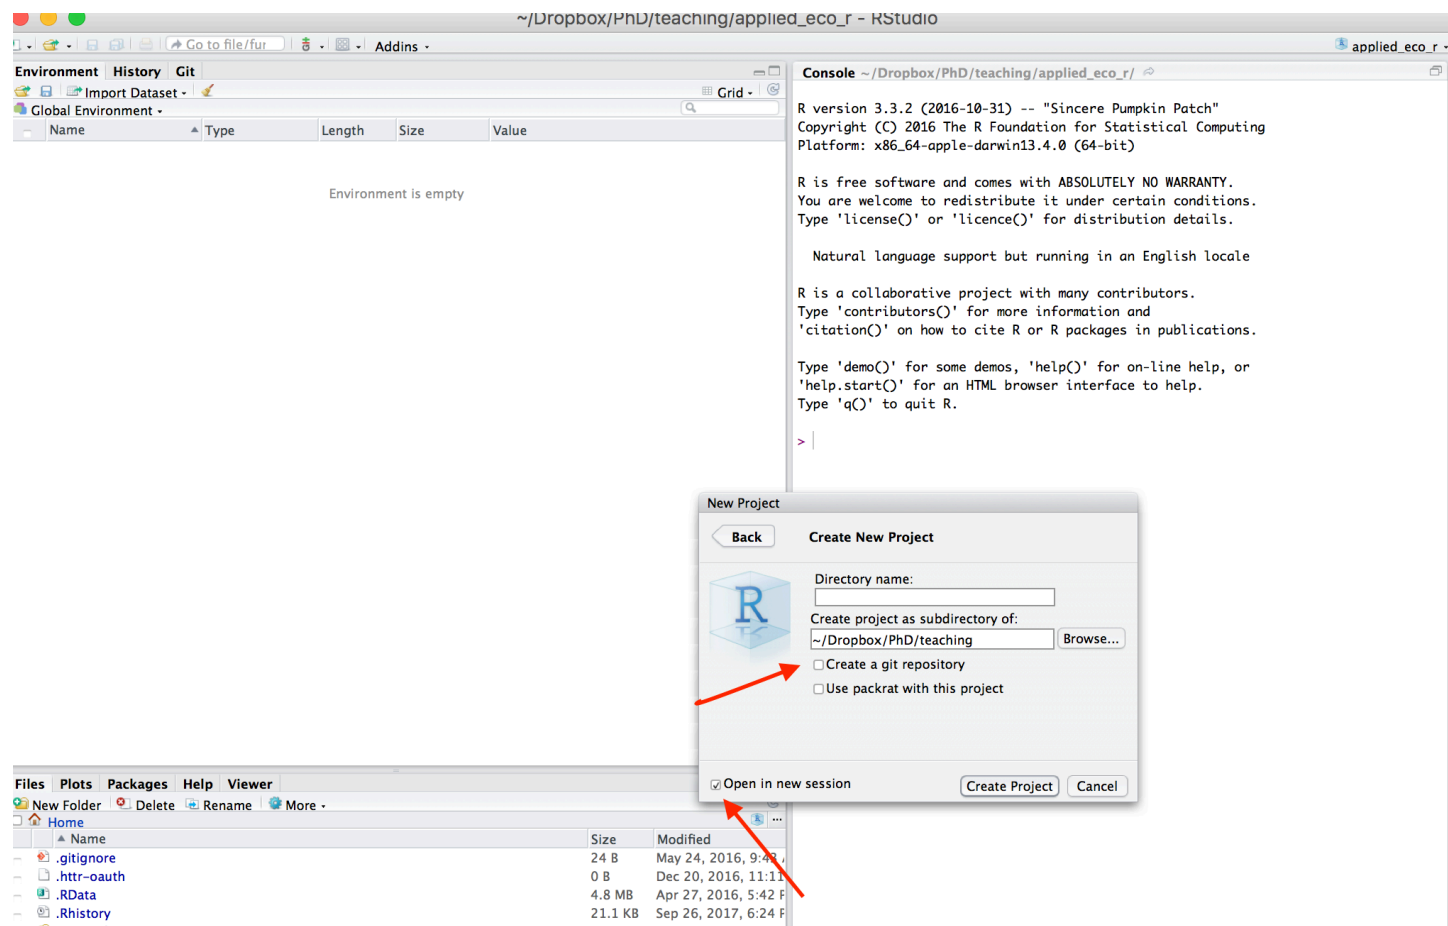 ~/Dropbox/PhD/teaching/applied_eco_r - RStudio
Go to file/fur
Addins
applied_eco_r
Environment History Git
Import Dataset
Grid
Global Environment
Name Type Length Size Value
Environment is empty
Console ~/Dropbox/PhD/teaching/applied_eco_r/
R version 3.3.2 (2016-10-31) -- "Sincere Pumpkin Patch"
Copyright (C) 2016 The R Foundation for Statistical Computing
Platform: x86_64-apple-darwin13.4.0 (64-bit)
R is free software and comes with ABSOLUTELY NO WARRANTY.
You are welcome to redistribute it under certain conditions.
Type 'license()' or 'licence()' for distribution details.
Natural language support but running in an English locale
R is a collaborative project with many contributors.
Type 'contributors()' for more information and
'citation()' on how to cite R or R packages in publications.
Type 'demo()' for some demos, 'help()' for on-line help, or
'help.start()' for an HTML browser interface to help.
Type 'q()' to quit R.
>
New Project
Back
Create New Project
R
Directory name:
Create project as subdirectory of:
~/Dropbox/PhD/teaching
Browse...
Create a git repository
Use packrat with this project
Open in new session
Create Project
Cancel
Files Plots Packages Help Viewer
New Folder Delete Rename More
Home
Name Size Modified
.gitignore 24 B May 24, 2016, 9:43
.httr-oauth 0 B Dec 20, 2016, 11:11
.RData 4.8 MB Apr 27, 2016, 5:42 P
.Rhistory 21.1 KB Sep 26, 2017, 6:24 P